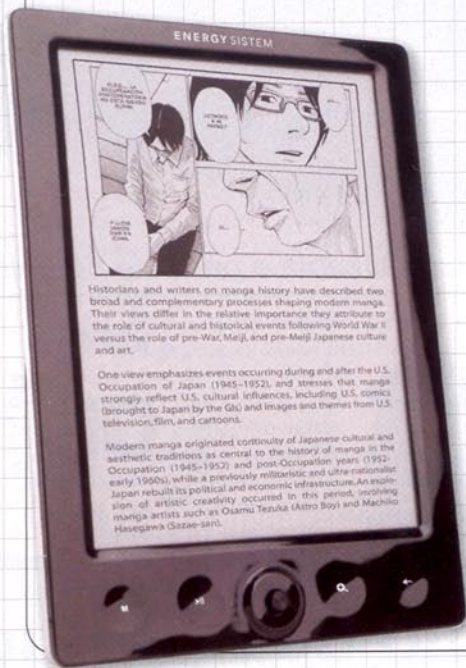 ENERGY SISTEM
Historians and writers on manga history have described two
broad and complementary processes shaping modern manga.
Their views differ in the relative importance they attribute to
the role of cultural and historical events following World War II
versus the role of pre-War, Meiji, and pre-Meiji Japanese culture
and art.
One view emphasizes events occurring during and after the U.S.
Occupation of Japan (1945-1952), and stresses that manga
strongly reflect U.S. cultural influences, including U.S. comics
(brought to Japan by the GIs) and images and themes from U.S.
television, film, and cartoons.
Modern manga originated continuity of Japanese cultural and
aesthetic traditions as central to the history of manga in the
Occupation (1945-1952) and post-Occupation years (1952-
early 1960s), while a previously militaristic and ultra-nationalist
Japan rebuilt its political and economic infrastructure. An explo-
sion of artistic creativity occurred in this period, involving
manga artists such as Osamu Tezuka (Astro Boy) and Machiko
Hasegawa (Sazae-san).
M